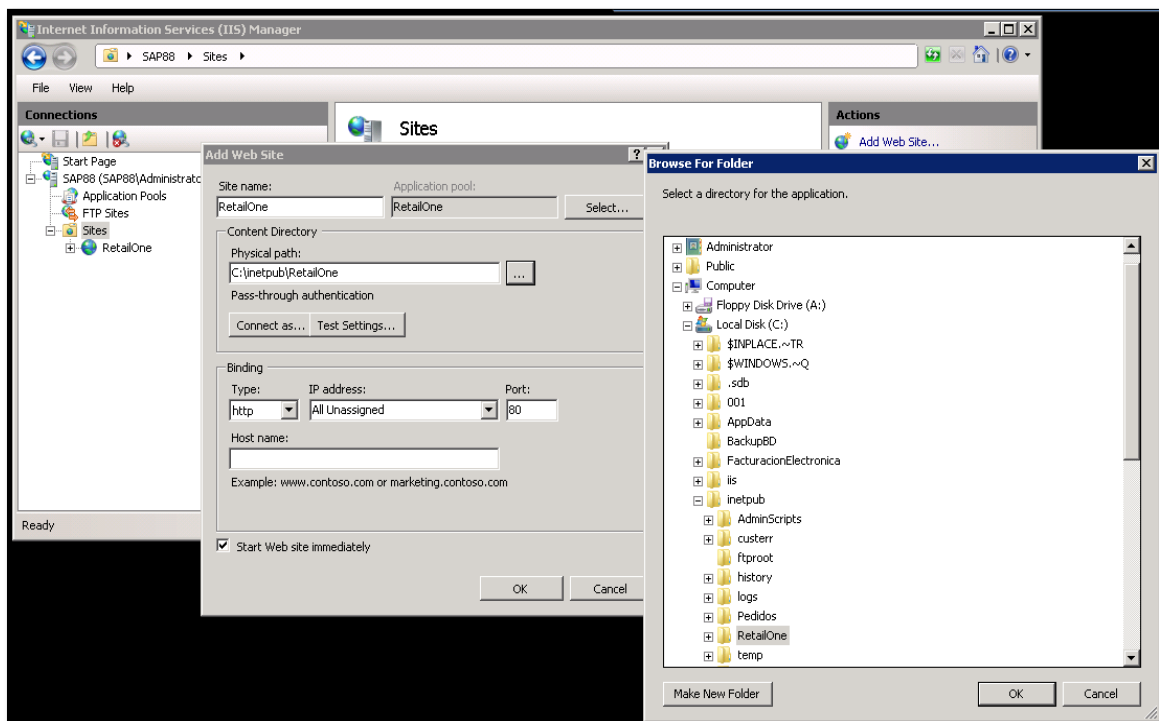 Internet Information Services (IIS) Manager
SAP88 Sites
File View Help
Connections
Start Page
SAP88 (SAP88\Administratc
Application Pools
FTP Sites
Sites
RetailOne
Ready
Sites
Actions
Add Web Site...
Add Web Site
Site name:
Application pool:
RetailOne
RetailOne
Select...
Content Directory
Physical path:
C:\inetpub\RetailOne
...
Pass-through authentication
Connect as...
Test Settings...
Binding
Type:
IP address:
Port:
http
All Unassigned
80
Host name:
Example: www.contoso.com or marketing.contoso.com
Start Web site immediately
OK
Cancel
Browse For Folder
Select a directory for the application.
Administrator
Public
Computer
Floppy Disk Drive (A:)
Local Disk (C:)
$INPLACE.~TR
$WINDOWS.~Q
.sdb
001
AppData
BackupBD
FacturacionElectronica
iis
inetpub
AdminScripts
custerr
ftproot
history
logs
Pedidos
RetailOne
temp
Make New Folder
OK
Cancel